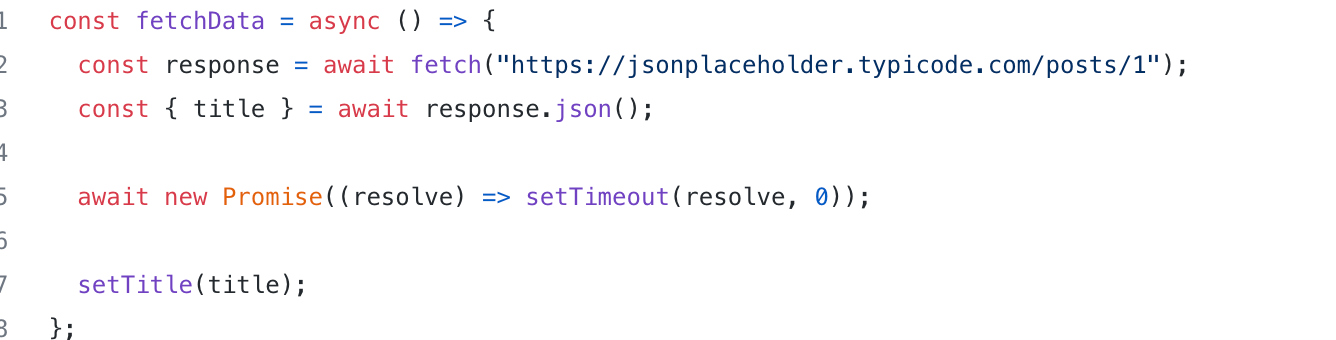 1 const fetchData = async () => {
2 const response = await fetch("https://jsonplaceholder.typicode.com/posts/1");
3 const { title } = await response.json();
4
5 await new Promise((resolve) => setTimeout(resolve, 0));
6
7 setTitle(title);
8 };